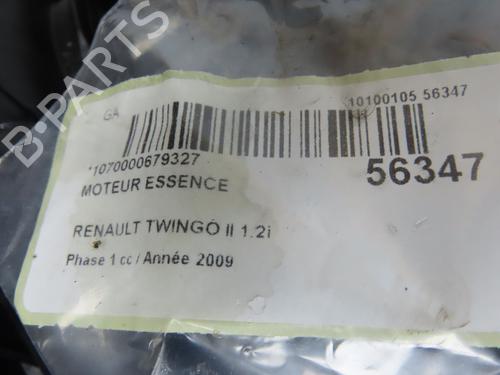 GA
10100105 56347
*1070000679327
56347
MOTEUR ESSENCE
RENAULT TWINGO II 1.2i
Phase 1 cc / Année 2009
B-PARTS